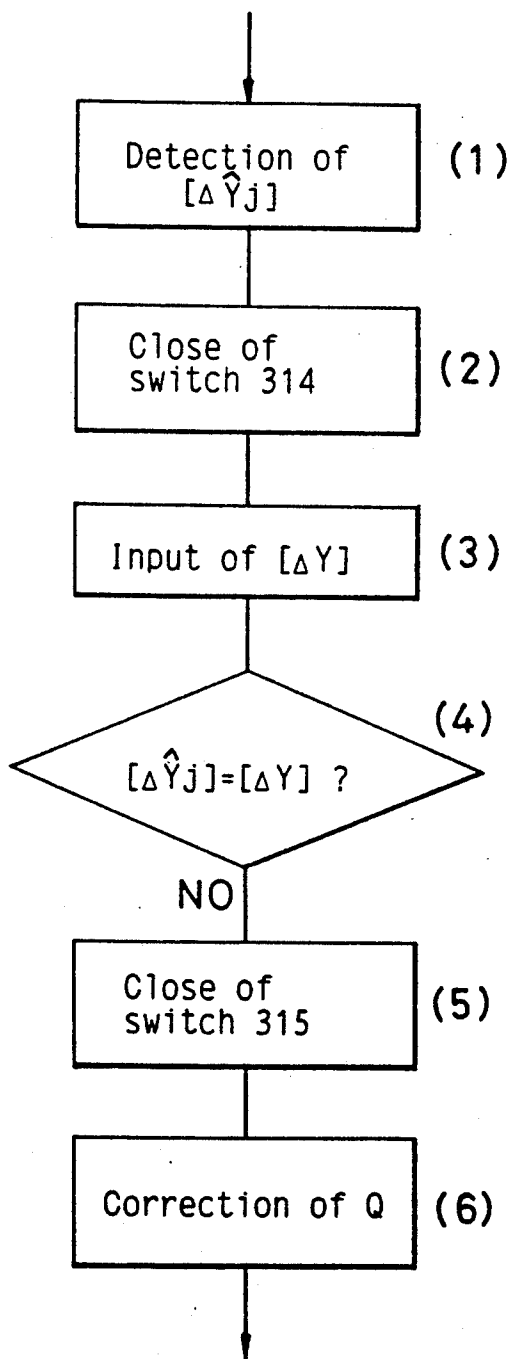 Detection of
[Δ Ŷj]
(1)
Close of
switch 314
(2)
Input of [ΔY]
(3)
(4)
[ΔŶj]=[ΔY] ?
NO
Close of
switch 315
(5)
Correction of Q
(6)